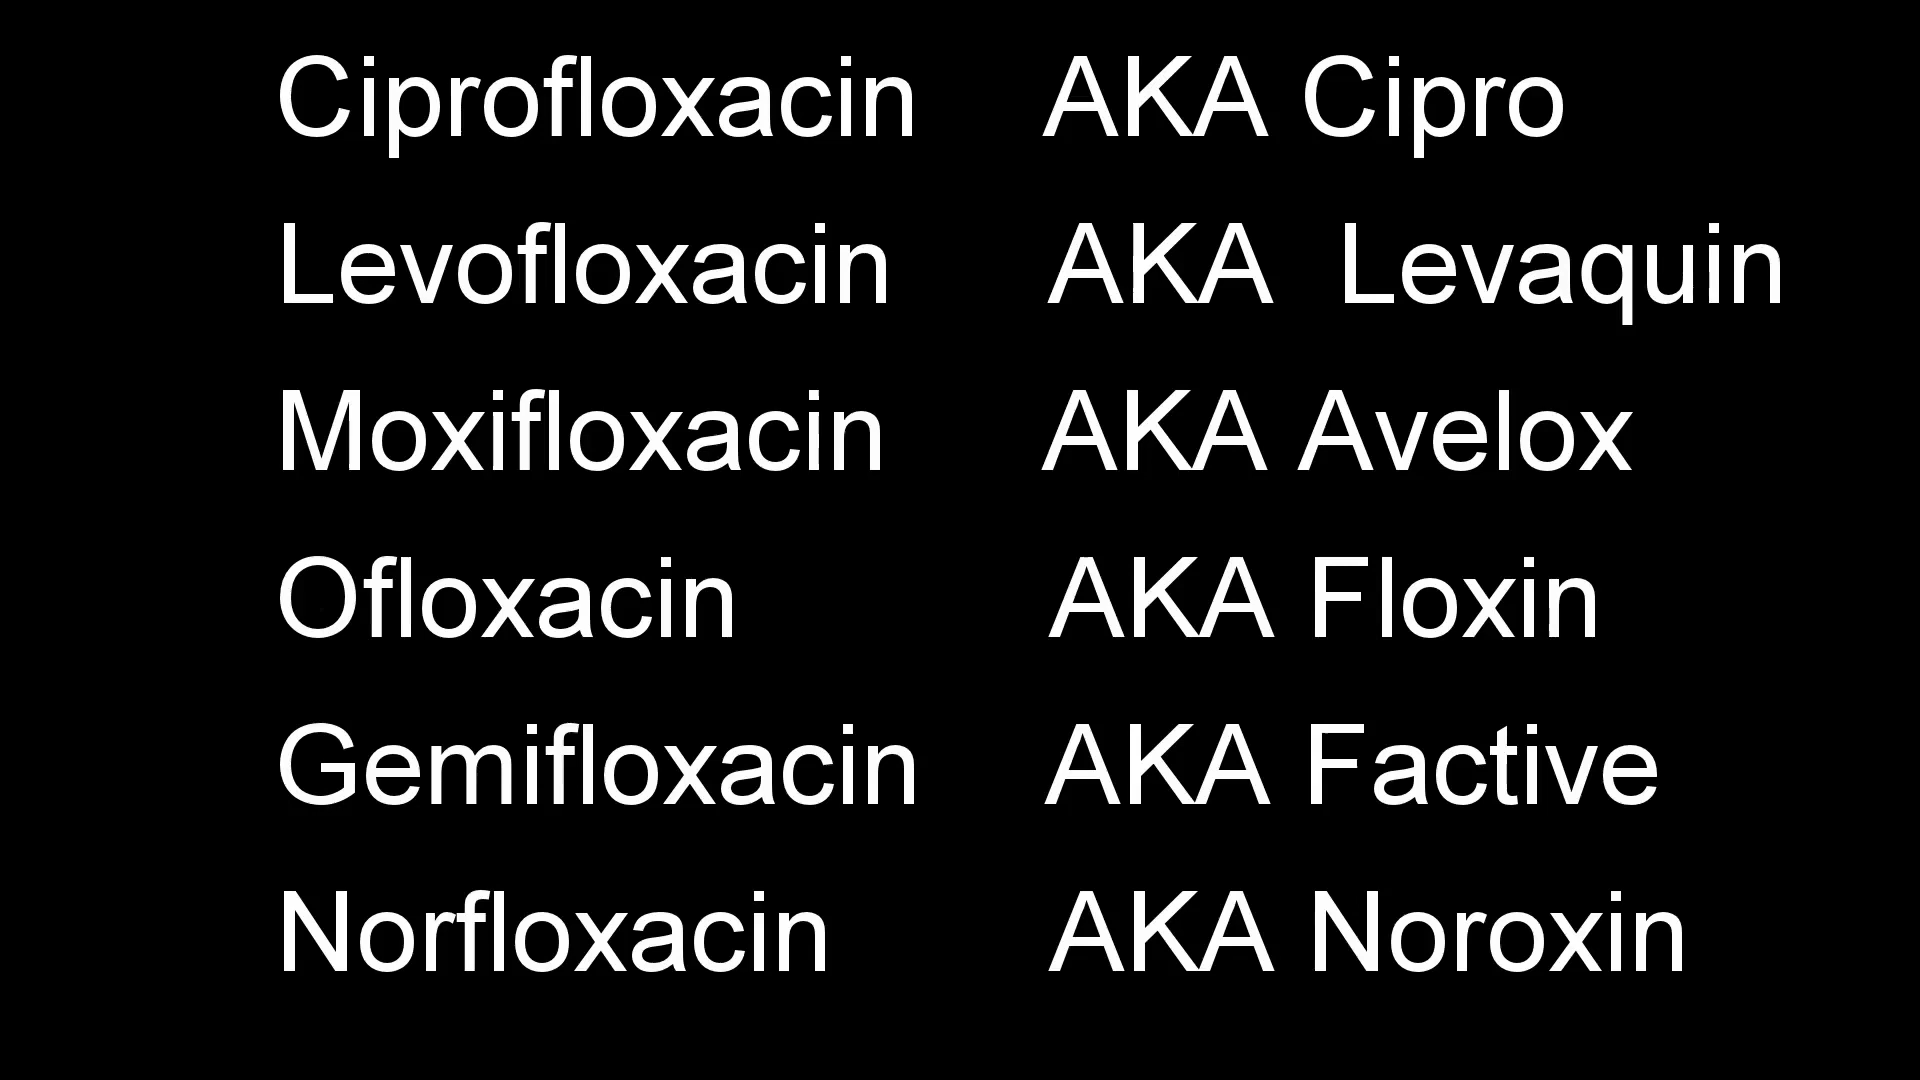 Ciprofloxacin AKA Cipro
Levofloxacin AKA Levaquin
Moxifloxacin AKA Avelox
Ofloxacin AKA Floxin
Gemifloxacin AKA Factive
Norfloxacin AKA Noroxin